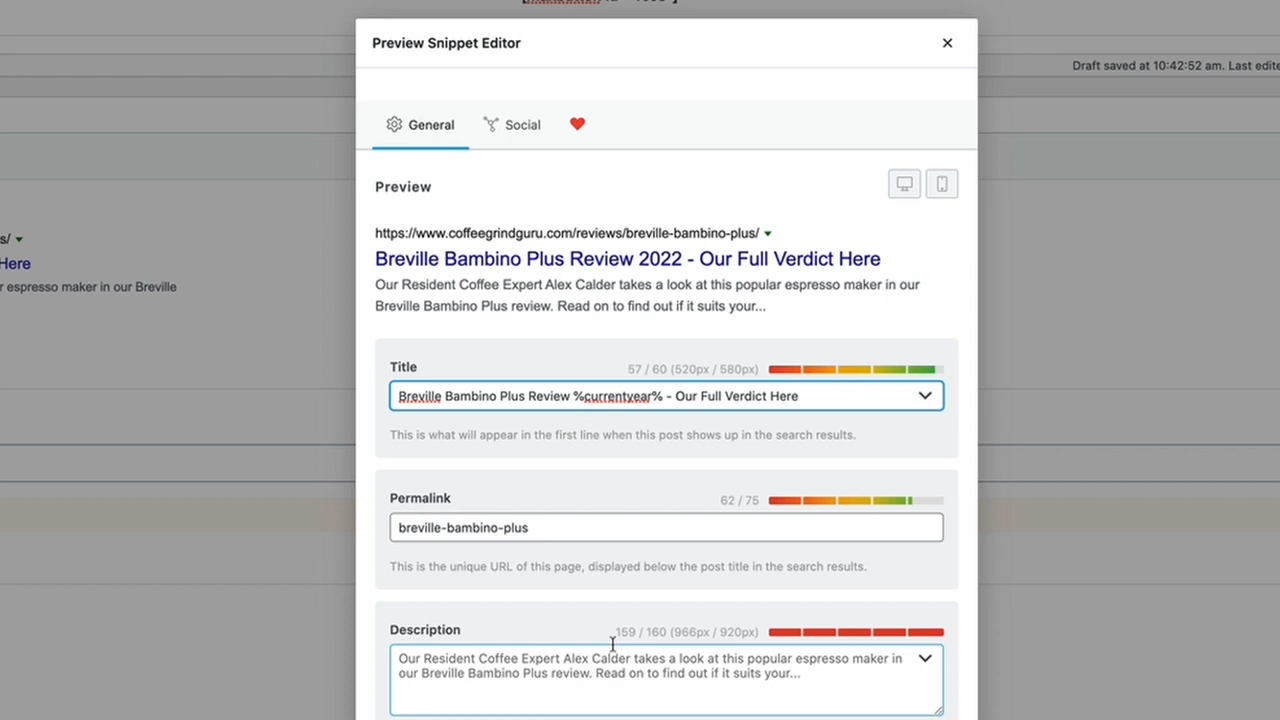 Preview Snippet Editor
Draft saved at 10:42:52 am. Last edite
General
Social
Preview
s/
https://www.coffeegrindguru.com/reviews/breville-bambino-plus/
Here
Breville Bambino Plus Review 2022 - Our Full Verdict Here
r espresso maker in our Breville
Our Resident Coffee Expert Alex Calder takes a look at this popular espresso maker in our
Breville Bambino Plus review. Read on to find out if it suits your...
Title
57 / 60 (520px / 580px)
Breville Bambino Plus Review %currentyear% - Our Full Verdict Here
This is what will appear in the first line when this post shows up in the search results.
Permalink
62 / 75
breville-bambino-plus
This is the unique URL of this page, displayed below the post title in the search results.
Description
159 / 160 (966px / 920px)
Our Resident Coffee Expert Alex Calder takes a look at this popular espresso maker in
our Breville Bambino Plus review. Read on to find out if it suits your...